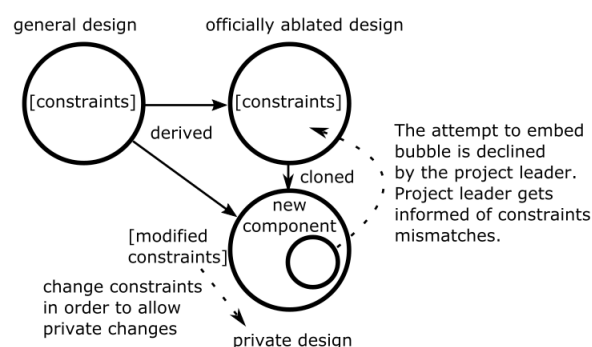 general design
officially ablated design
[constraints]
[constraints]
derived
The attempt to embed
bubble is declined
by the project leader.
Project leader gets
informed of constraints
mismatches.
cloned
new
component
[modified
constraints]
change constraints
in order to allow
private changes
private design